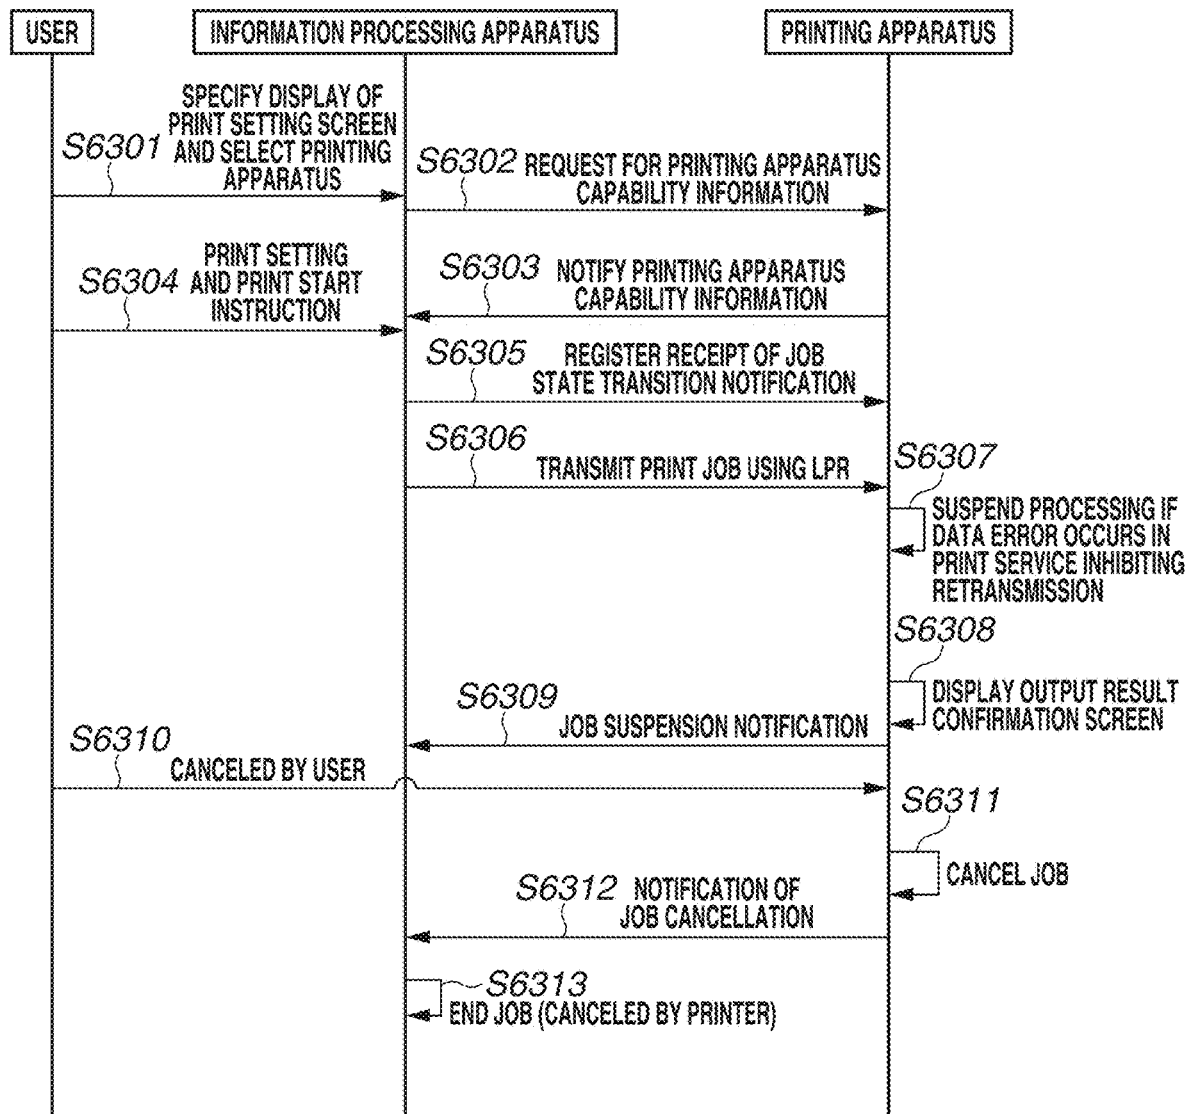 USER
INFORMATION PROCESSING APPARATUS
PRINTING APPARATUS
S6301
SPECIFY DISPLAY OF
PRINT SETTING SCREEN
AND SELECT PRINTING
APPARATUS
S6302
REQUEST FOR PRINTING APPARATUS
CAPABILITY INFORMATION
S6303
NOTIFY PRINTING APPARATUS
CAPABILITY INFORMATION
S6304
PRINT SETTING
AND PRINT START
INSTRUCTION
S6305
REGISTER RECEIPT OF JOB
STATE TRANSITION NOTIFICATION
S6306
TRANSMIT PRINT JOB USING LPR
S6307
SUSPEND PROCESSING IF
DATA ERROR OCCURS IN
PRINT SERVICE INHIBITING
RETRANSMISSION
S6308
DISPLAY OUTPUT RESULT
CONFIRMATION SCREEN
S6309
JOB SUSPENSION NOTIFICATION
S6310
CANCELED BY USER
S6311
CANCEL JOB
S6312
NOTIFICATION OF
JOB CANCELLATION
S6313
END JOB (CANCELED BY PRINTER)